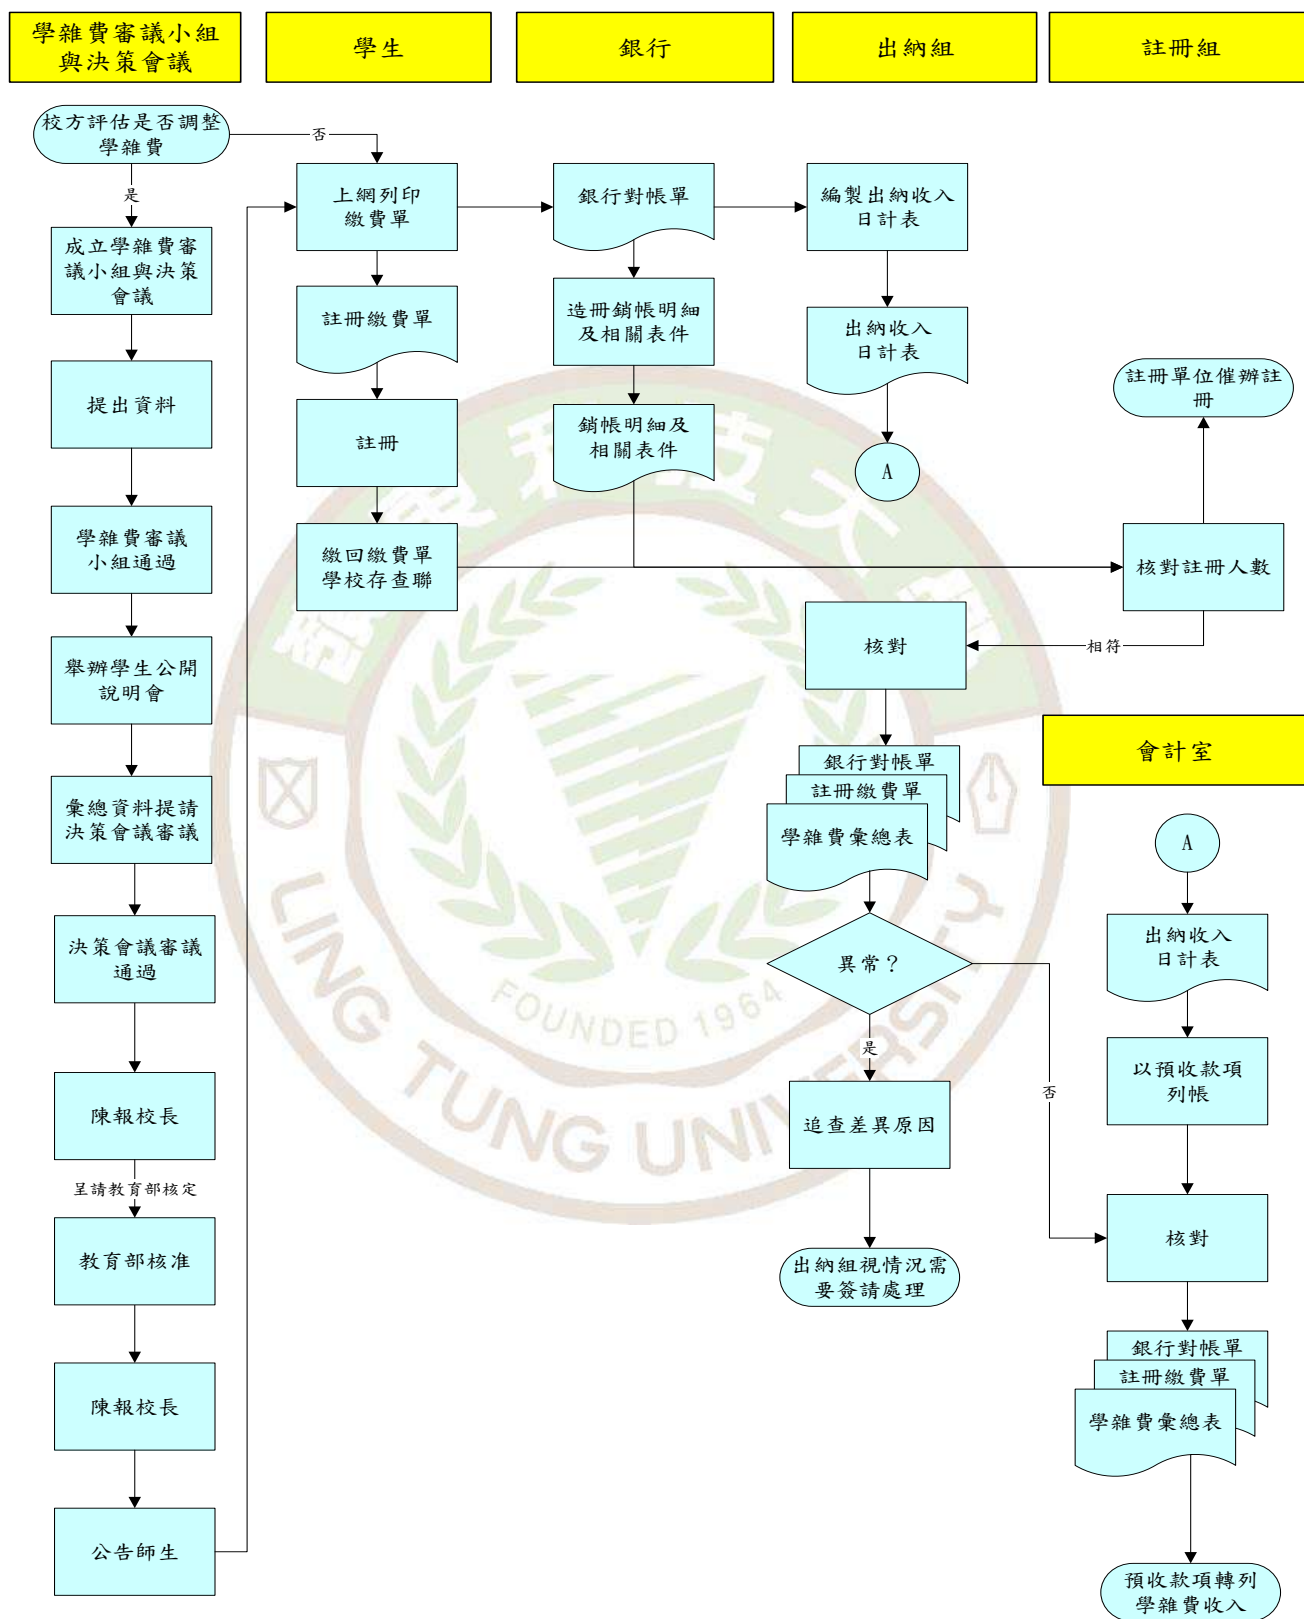 學雜費審議小組
與決策會議
學生
銀行
出納組
註冊組
校方評估是否調整
學雜費
否
是
成立學雜費審
議小組與決策
會議
提出資料
學雜費審議
小組通過
舉辦學生公開
說明會
彙總資料提請
決策會議審議
決策會議審議
通過
陳報校長
呈請教育部核定
教育部核准
陳報校長
公告師生
上網列印
繳費單
註冊繳費單
註冊
繳回繳費單
學校存查聯
銀行對帳單
造冊銷帳明細
及相關表件
銷帳明細及
相關表件
編製出納收入
日計表
出納收入
日計表
A
註冊單位催辦註
冊
核對註冊人數
相符
核對
銀行對帳單
註冊繳費單
學雜費彙總表
異常？
是
否
追查差異原因
出納組視情況需
要簽請處理
會計室
A
出納收入
日計表
以預收款項
列帳
核對
銀行對帳單
註冊繳費單
學雜費彙總表
預收款項轉列
學雜費收入
嶺東科技大學
FOUNDED 1964
LING TUNG UNIVERSITY